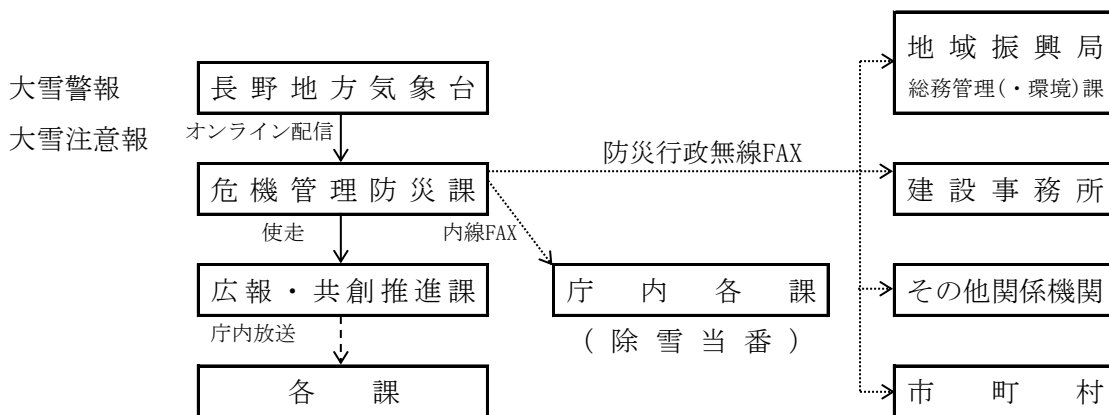 地域振興局
総務管理(・環境)課
大雪警報
長野地方気象台
大雪注意報
オンライン配信
防災行政無線FAX
危機管理防災課
建設事務所
使走
内線FAX
広報・共創推進課
庁内各課
その他関係機関
庁内放送
(除雪当番)
各課
市町村